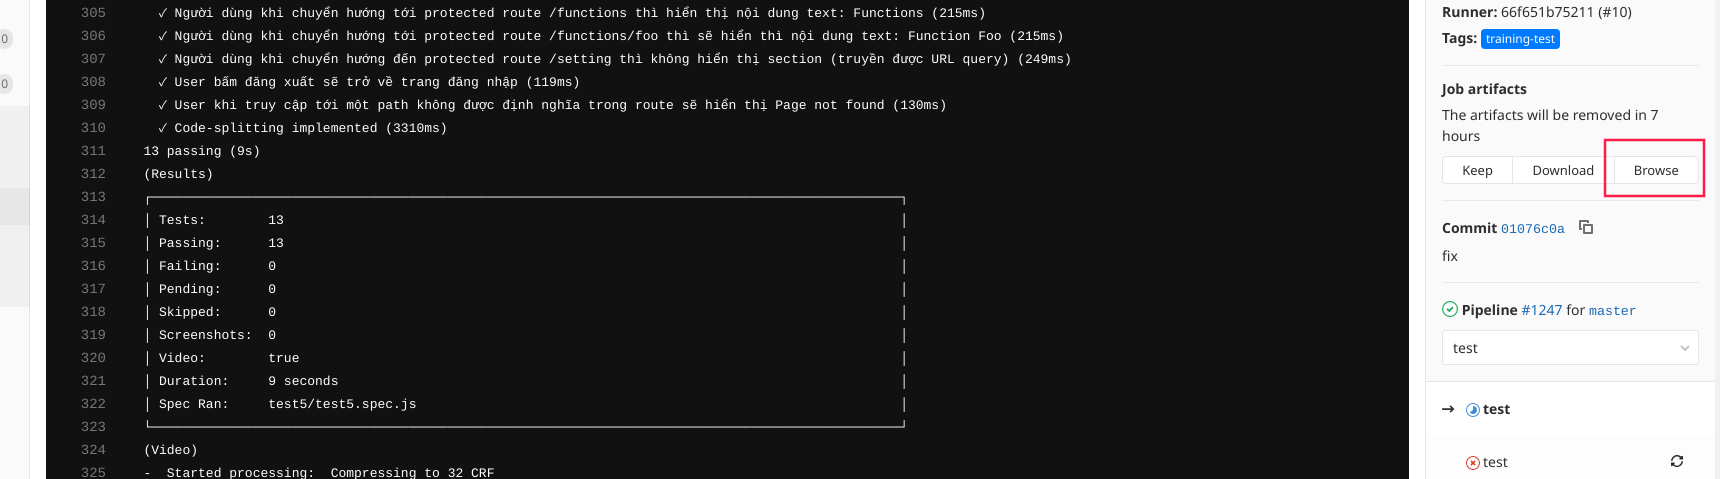 0
0
305 ✓ Người dùng khi chuyển hướng tới protected route /functions thì hiển thị nội dung text: Functions (215ms)
306 ✓ Người dùng khi chuyển hướng tới protected route /functions/foo thì sẽ hiển thì nội dung text: Function Foo (215ms)
307 ✓ Người dùng khi chuyển hướng đến protected route /setting thì không hiển thị section (truyền được URL query) (249ms)
308 ✓ User bấm đăng xuất sẽ trở về trang đăng nhập (119ms)
309 ✓ User khi truy cập tới một path không được định nghĩa trong route sẽ hiển thị Page not found (130ms)
310 ✓ Code-splitting implemented (3310ms)
311 13 passing (9s)
312 (Results)
313
314 │ Tests: 13 │
315 │ Passing: 13 │
316 │ Failing: 0 │
317 │ Pending: 0 │
318 │ Skipped: 0 │
319 │ Screenshots: 0 │
320 │ Video: true │
321 │ Duration: 9 seconds │
322 │ Spec Ran: test5/test5.spec.js │
323
324 (Video)
325 - Started processing: Compressing to 32 CRF
Runner: 66f651b75211 (#10)
Tags: training-test
Job artifacts
The artifacts will be removed in 7
hours
Keep Download Browse
Commit 01076c0a
fix
Pipeline #1247 for master
test
→ test
test